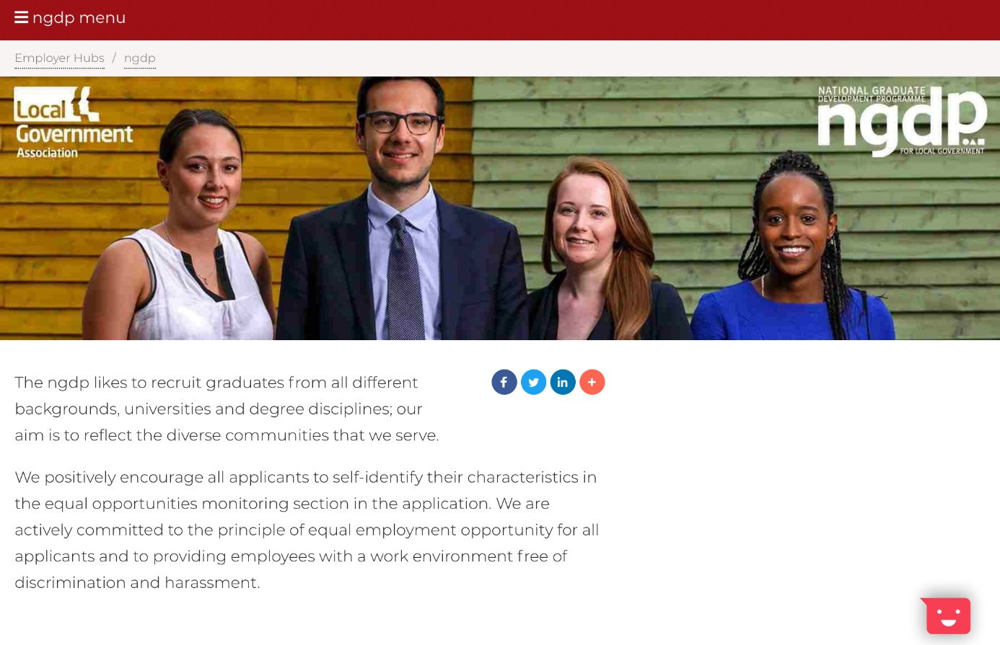 ngdp menu
Employer Hubs / ngdp
Local
Government
Association
NATIONAL GRADUATE
DEVELOPMENT PROGRAMME
ngdp
FOR LOCAL GOVERNMENT
The ngdp likes to recruit graduates from all different
backgrounds, universities and degree disciplines; our
aim is to reflect the diverse communities that we serve.
f in +
We positively encourage all applicants to self-identify their characteristics in
the equal opportunities monitoring section in the application. We are
actively committed to the principle of equal employment opportunity for all
applicants and to providing employees with a work environment free of
discrimination and harassment.